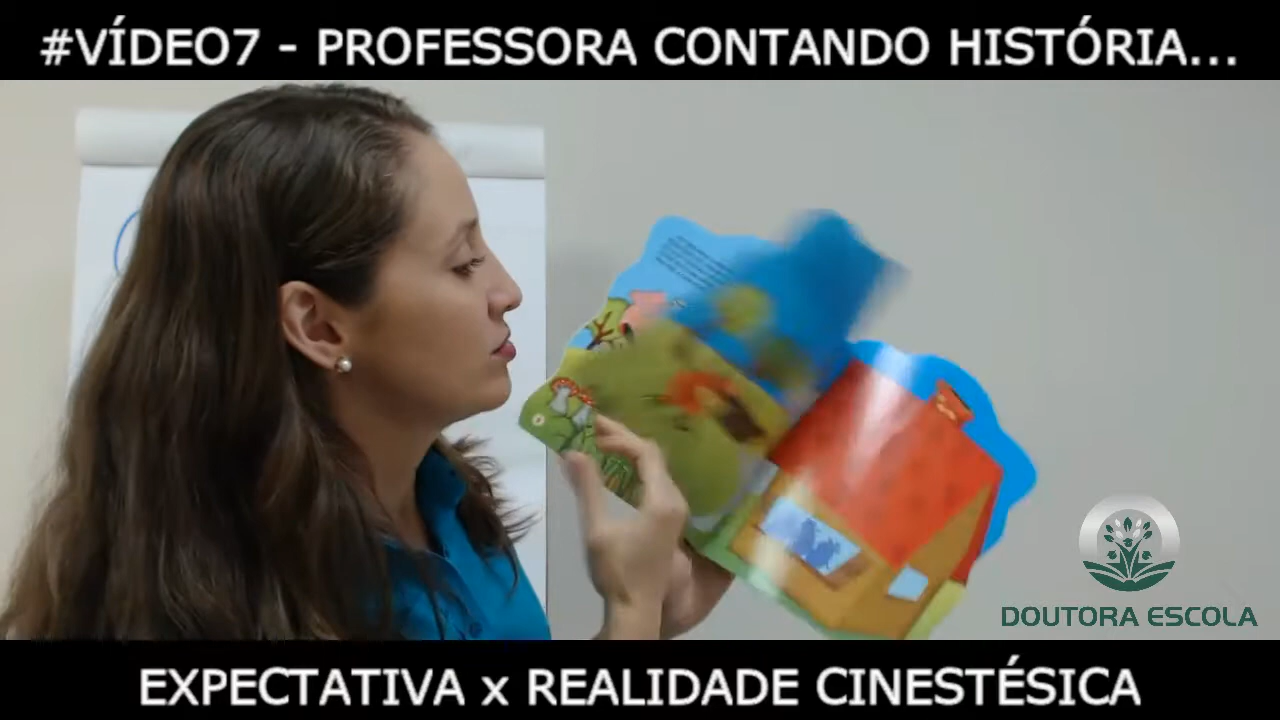 #VÍDEO7 - PROFESSORA CONTANDO HISTÓRIA...
DOUTORA ESCOLA
EXPECTATIVA x REALIDADE CINESTÉSICA